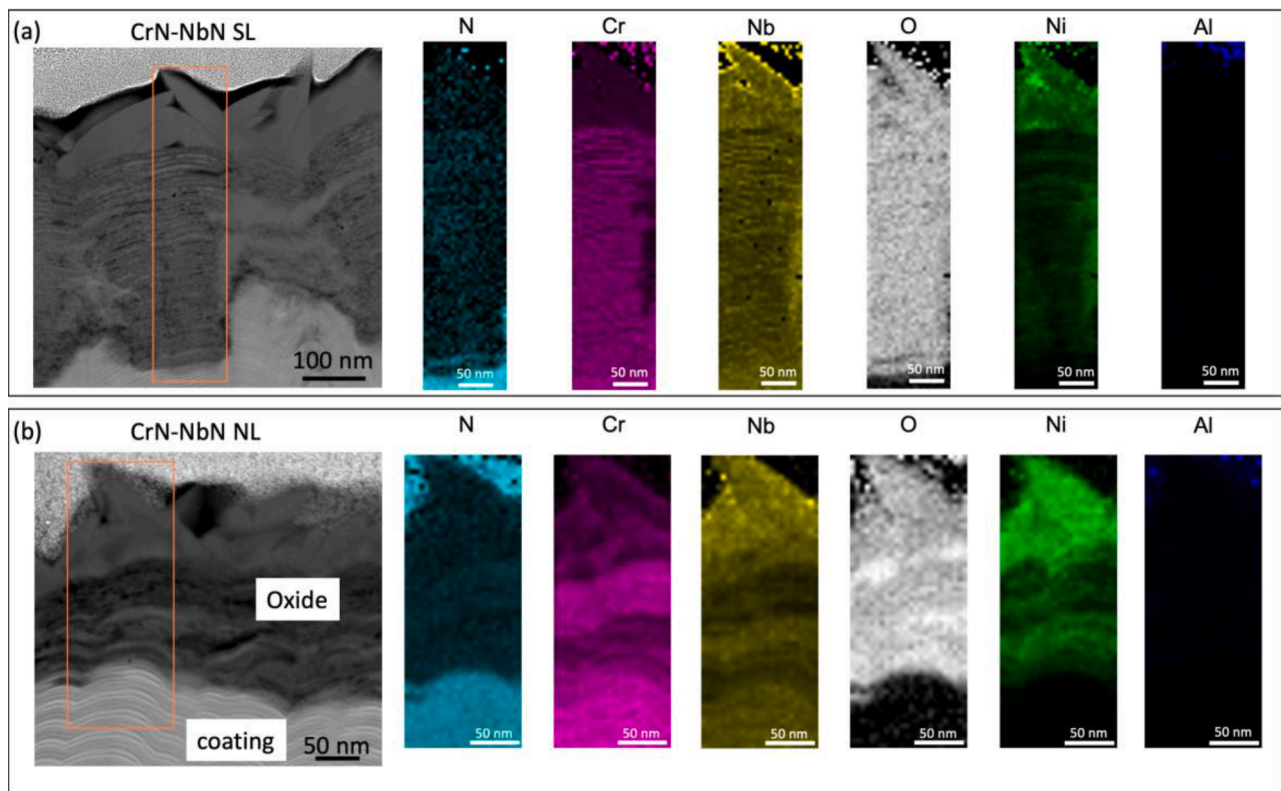 (a) CrN-NbN SL N Cr Nb O Ni Al
100 nm 50 nm 50 nm 50 nm 50 nm 50 nm 50 nm
(b) CrN-NbN NL N Cr Nb O Ni Al
Oxide
coating 50 nm 50 nm 50 nm 50 nm 50 nm 50 nm 50 nm